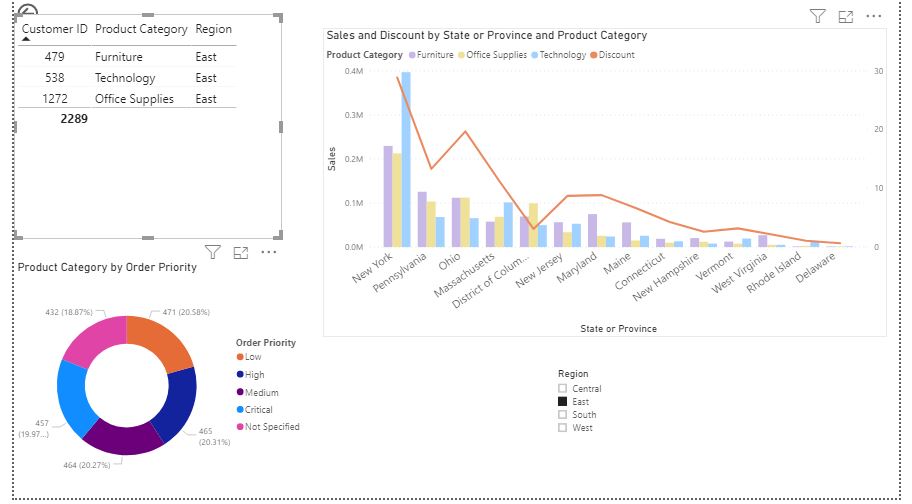 Customer ID Product Category Region
479 Furniture East
538 Technology East
1272 Office Supplies East
2289
Sales and Discount by State or Province and Product Category
Product Category Furniture Office Supplies Technology Discount
0.4M
0.3M
0.2M
0.1M
0.0M
Sales
30
20
10
0
New York
Pennsylvania
Ohio
Massachusetts
District of Colum...
New Jersey
Maryland
Maine
Connecticut
New Hampshire
Vermont
West Virginia
Rhode Island
Delaware
State or Province
Product Category by Order Priority
432 (18.87%)
471 (20.58%)
457
(19.97...)
465
(20.31%)
464 (20.27%)
Order Priority
Low
High
Medium
Critical
Not Specified
Region
Central
East
South
West